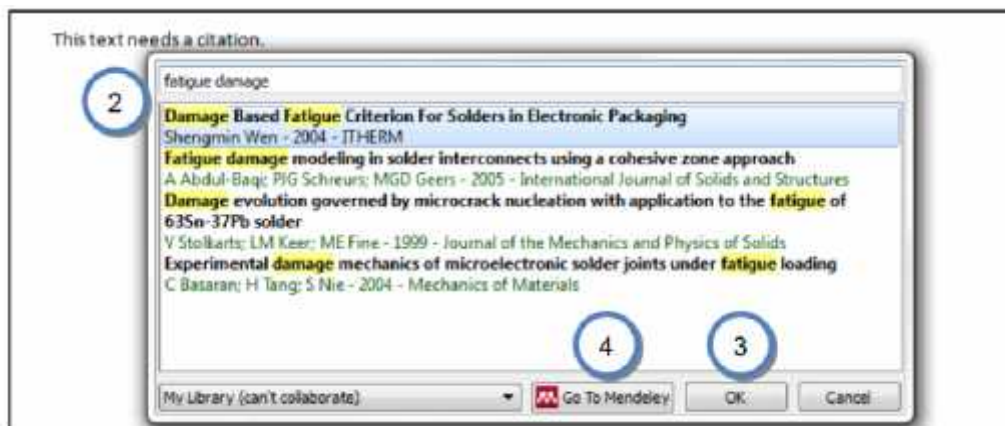 This text needs a citation.
fatigue damage
2
Damage Based Fatigue Criterion For Solders in Electronic Packaging
Shengmin Wen - 2004 - ITHERM
Fatigue damage modeling in solder interconnects using a cohesive zone approach
A Abdul-Baqi; PJG Schreurs; MGD Geers - 2005 - International Journal of Solids and Structures
Damage evolution governed by microcrack nucleation with application to the fatigue of
63Sn-37Pb solder
V Stolkarts; LM Keer; ME Fine - 1999 - Journal of the Mechanics and Physics of Solids
Experimental damage mechanics of microelectronic solder joints under fatigue loading
C Basaran; H Tang; S Nie - 2004 - Mechanics of Materials
4
3
My Library (can't collaborate)
Go To Mendeley
OK
Cancel